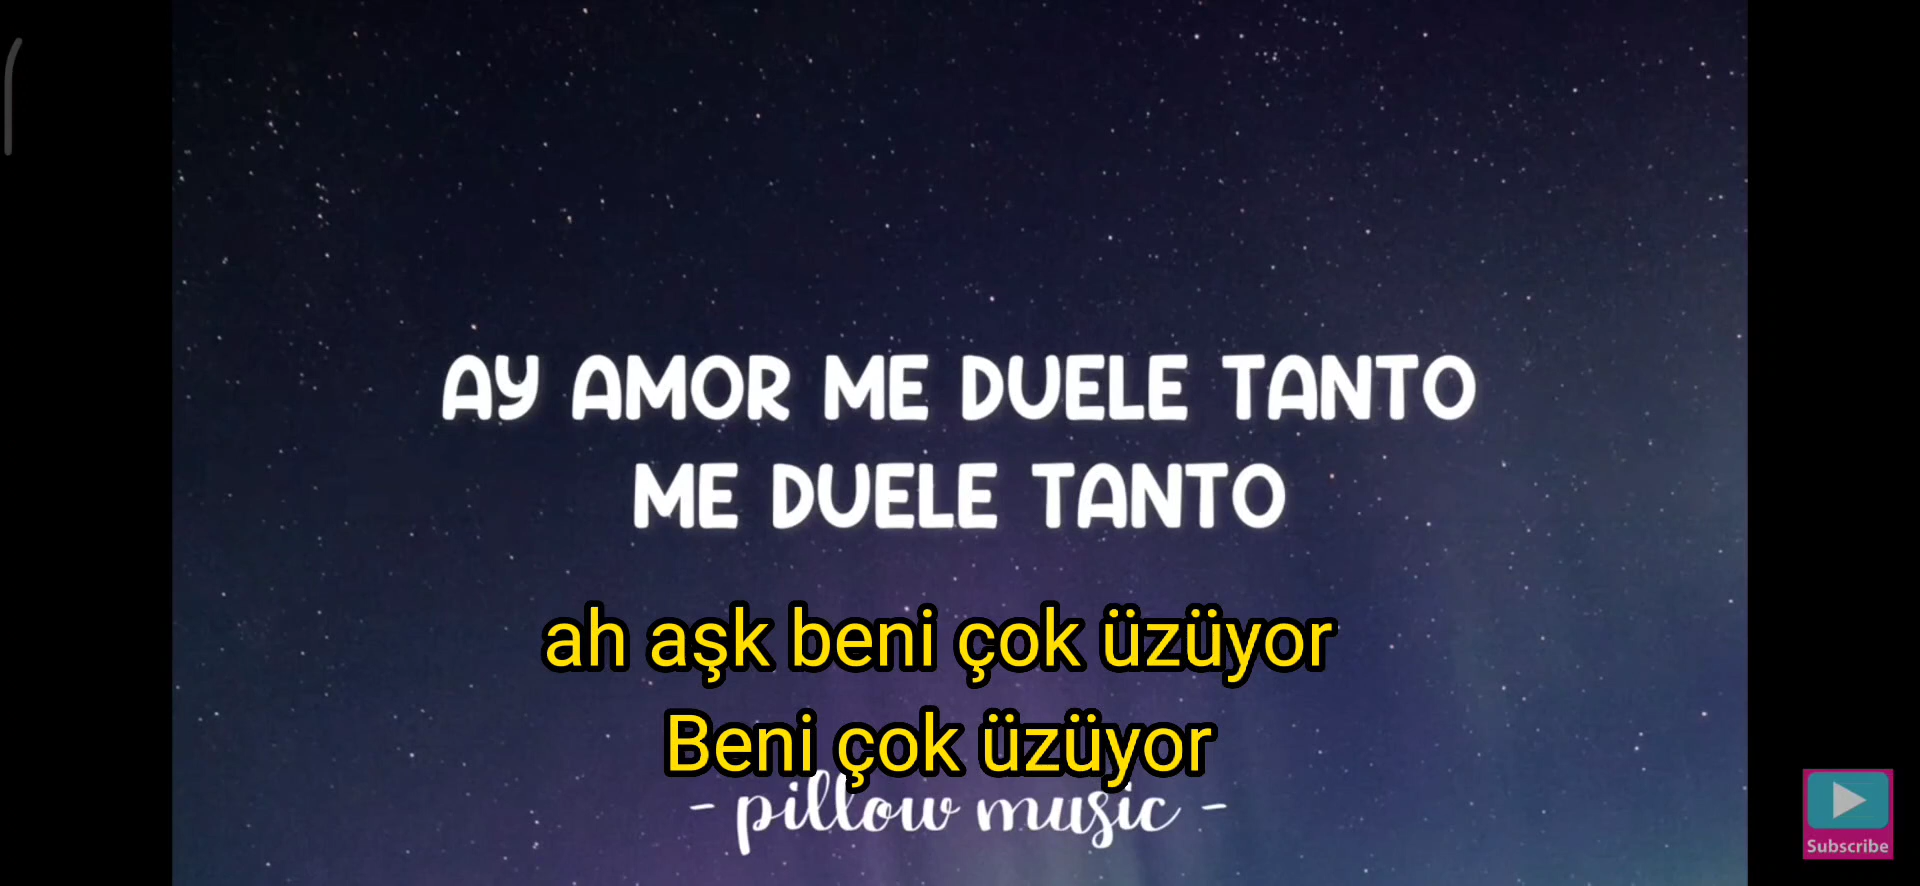 AY AMOR ME DUELE TANTO
ME DUELE TANTO
ah aşk beni çok üzüyor
Beni çok üzüyor
- pillow music -
Subscribe